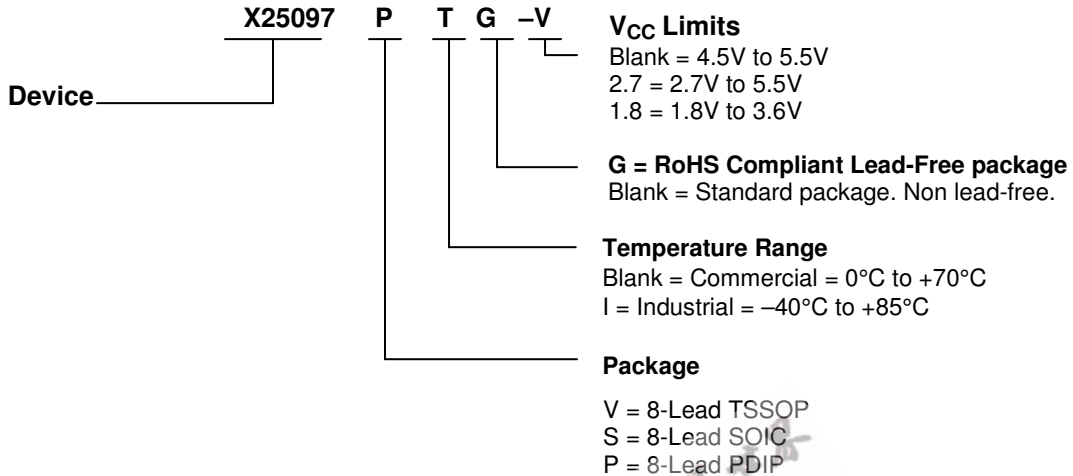 X25097 P T G –V
Device
VCC Limits
Blank = 4.5V to 5.5V
2.7 = 2.7V to 5.5V
1.8 = 1.8V to 3.6V
G = RoHS Compliant Lead-Free package
Blank = Standard package. Non lead-free.
Temperature Range
Blank = Commercial = 0°C to +70°C
I = Industrial = –40°C to +85°C
Package
V = 8-Lead TSSOP
S = 8-Lead SOIC
P = 8-Lead PDIP